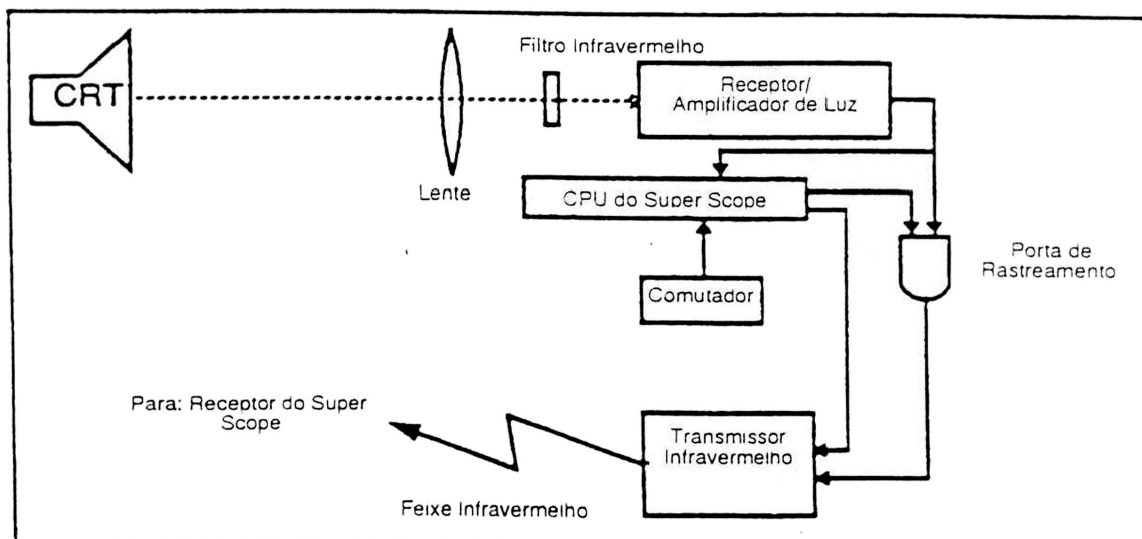 CRT
Filtro Infravermelho
Receptor/
Amplificador de Luz
Lente
CPU do Super Scope
Comutador
Porta de
Rastreamento
Para: Receptor do Super
Scope
Transmissor
Infravermelho
Feixe Infravermelho